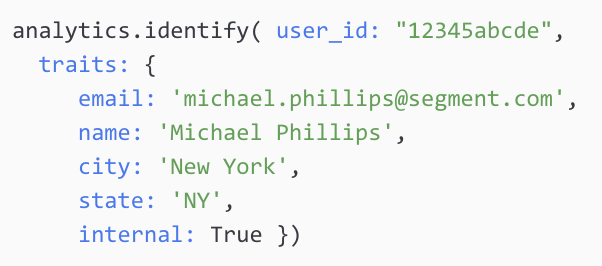 analytics.identify( user_id: "12345abcde",
traits: {
email: 'michael.phillips@segment.com',
name: 'Michael Phillips',
city: 'New York',
state: 'NY',
internal: True })